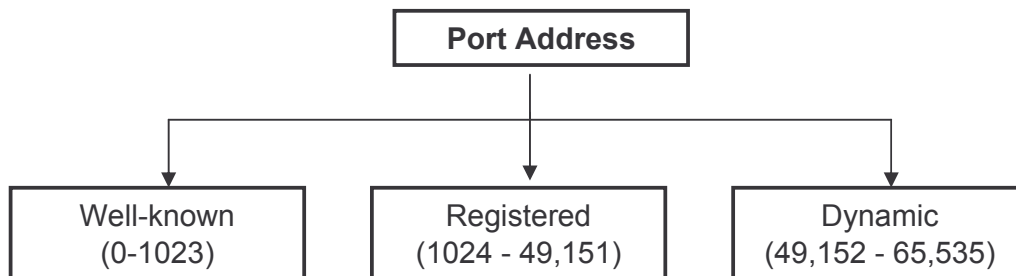 Port Address
Well-known
(0-1023)
Registered
(1024 - 49,151)
Dynamic
(49,152 - 65,535)